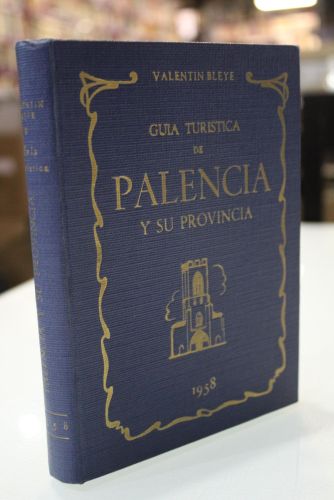 VALENTIN BLEYE
GUIA TURISTICA
de
PALENCIA
Y SU PROVINCIA
1958